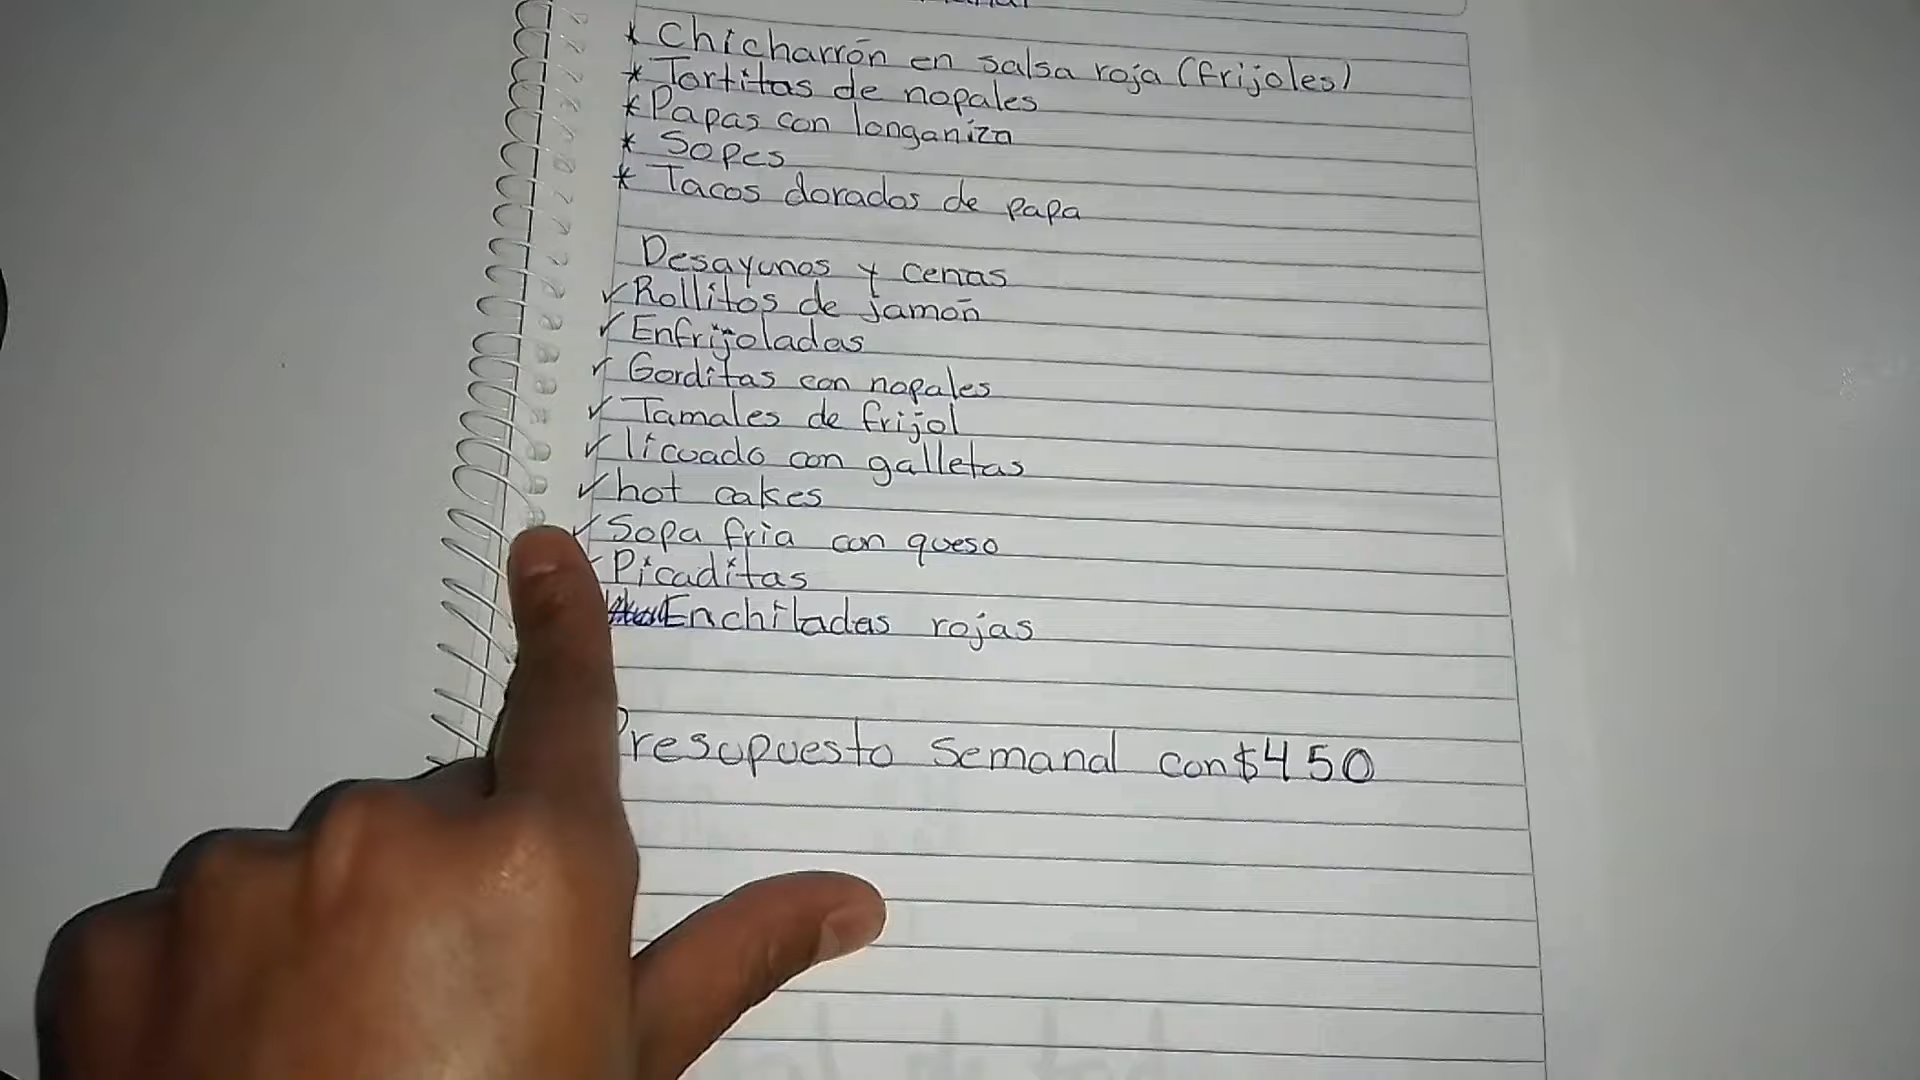 * Chicharrón en salsa roja (frijoles)
* Tortitas de nopales
* Papas con longaniza
* Sopes
* Tacos dorados de papa
Desayunos y cenas
✓ Rollitos de jamón
✓ Enfrijoladas
✓ Gorditas con nopales
✓ Tamales de frijol
✓ licuado con galletas
✓ hot cakes
✓ Sopa fria con queso
✓ Picaditas
Enchiladas rojas
Presupuesto semanal con $450